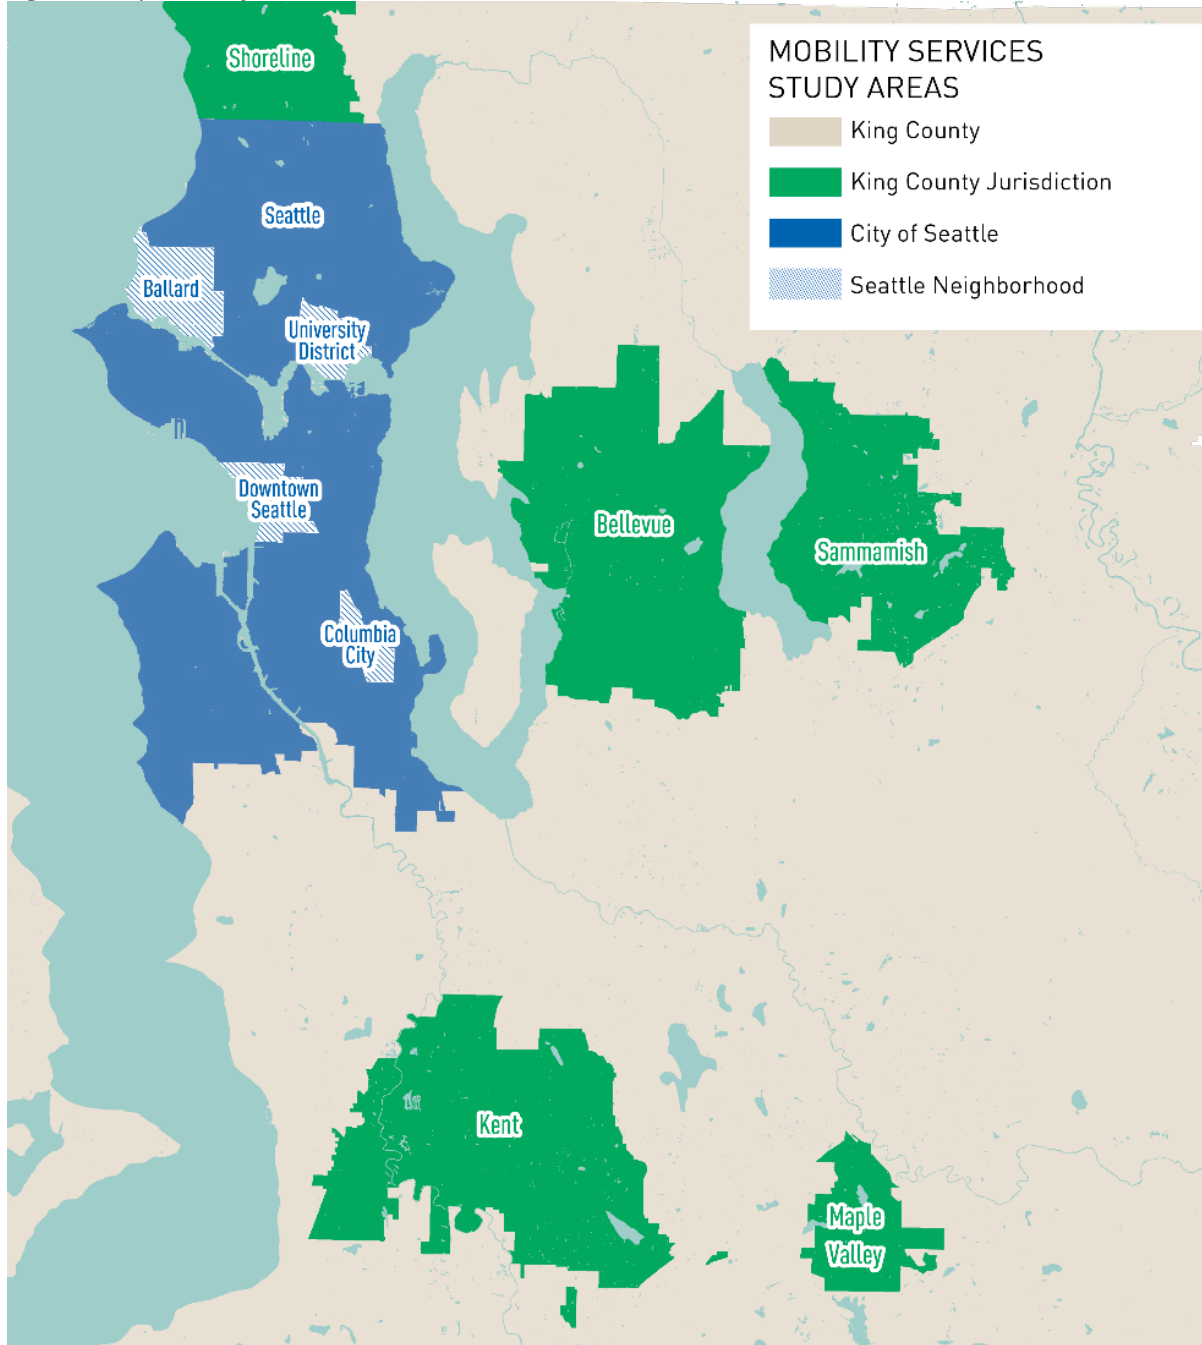 Shoreline
MOBILITY SERVICES
STUDY AREAS
King County
King County Jurisdiction
City of Seattle
Seattle Neighborhood
Seattle
Ballard
University
District
Downtown
Seattle
Bellevue
Sammamish
Columbia
City
Kent
Maple
Valley